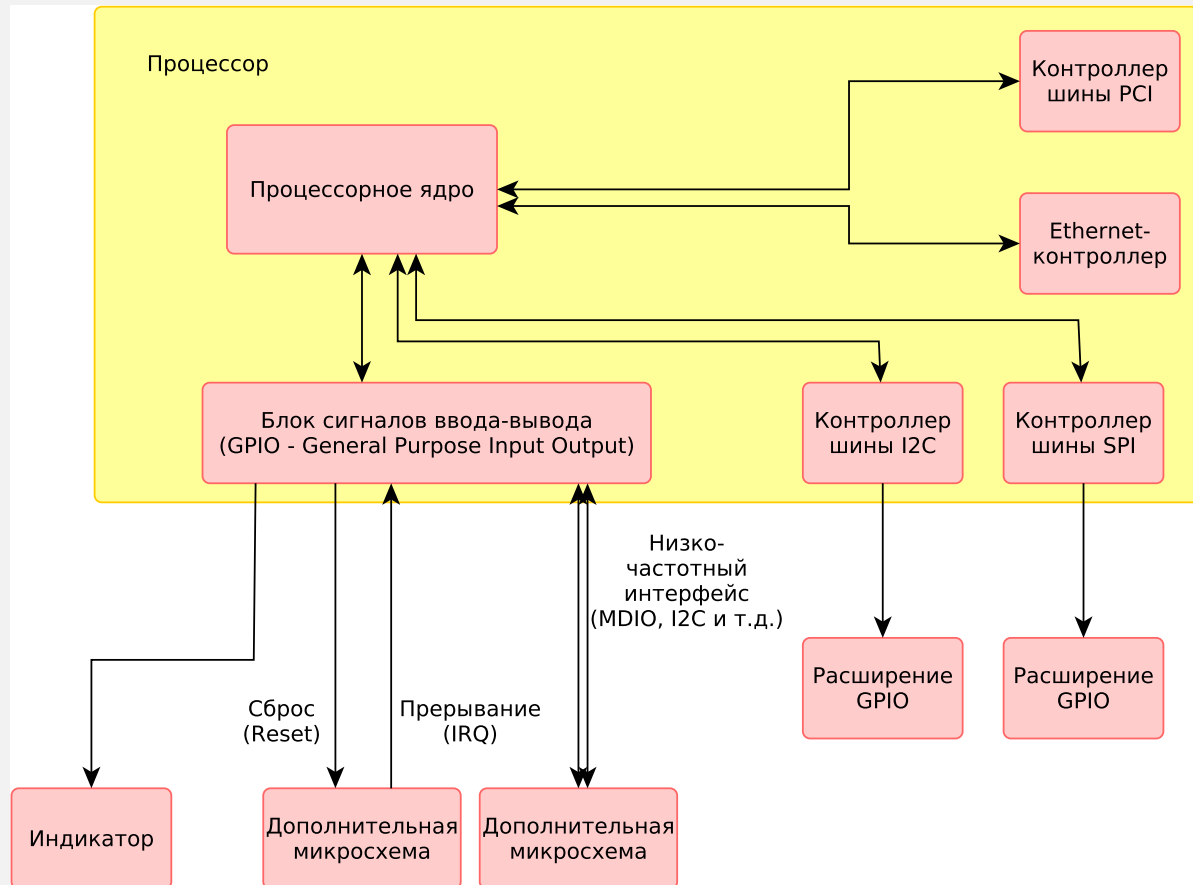 Процессор
Контроллер
шины PCI
Процессорное ядро
Ethernet-
контроллер
Блок сигналов ввода-вывода
(GPIO - General Purpose Input Output)
Контроллер
шины I2C
Контроллер
шины SPI
Низко-
частотный
интерфейс
(MDIO, I2C и т.д.)
Расширение
GPIO
Расширение
GPIO
Сброс
(Reset)
Прерывание
(IRQ)
Индикатор
Дополнительная
микросхема
Дополнительная
микросхема